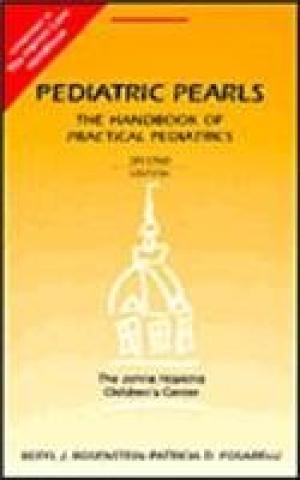 PEDIATRIC PEARLS
THE HANDBOOK OF
PRACTICAL PEDIATRICS
SECOND
EDITION
The Johns Hopkins
Children's Center
BERYL J. ROSENSTEIN PATRICIA D. FOSARELLI